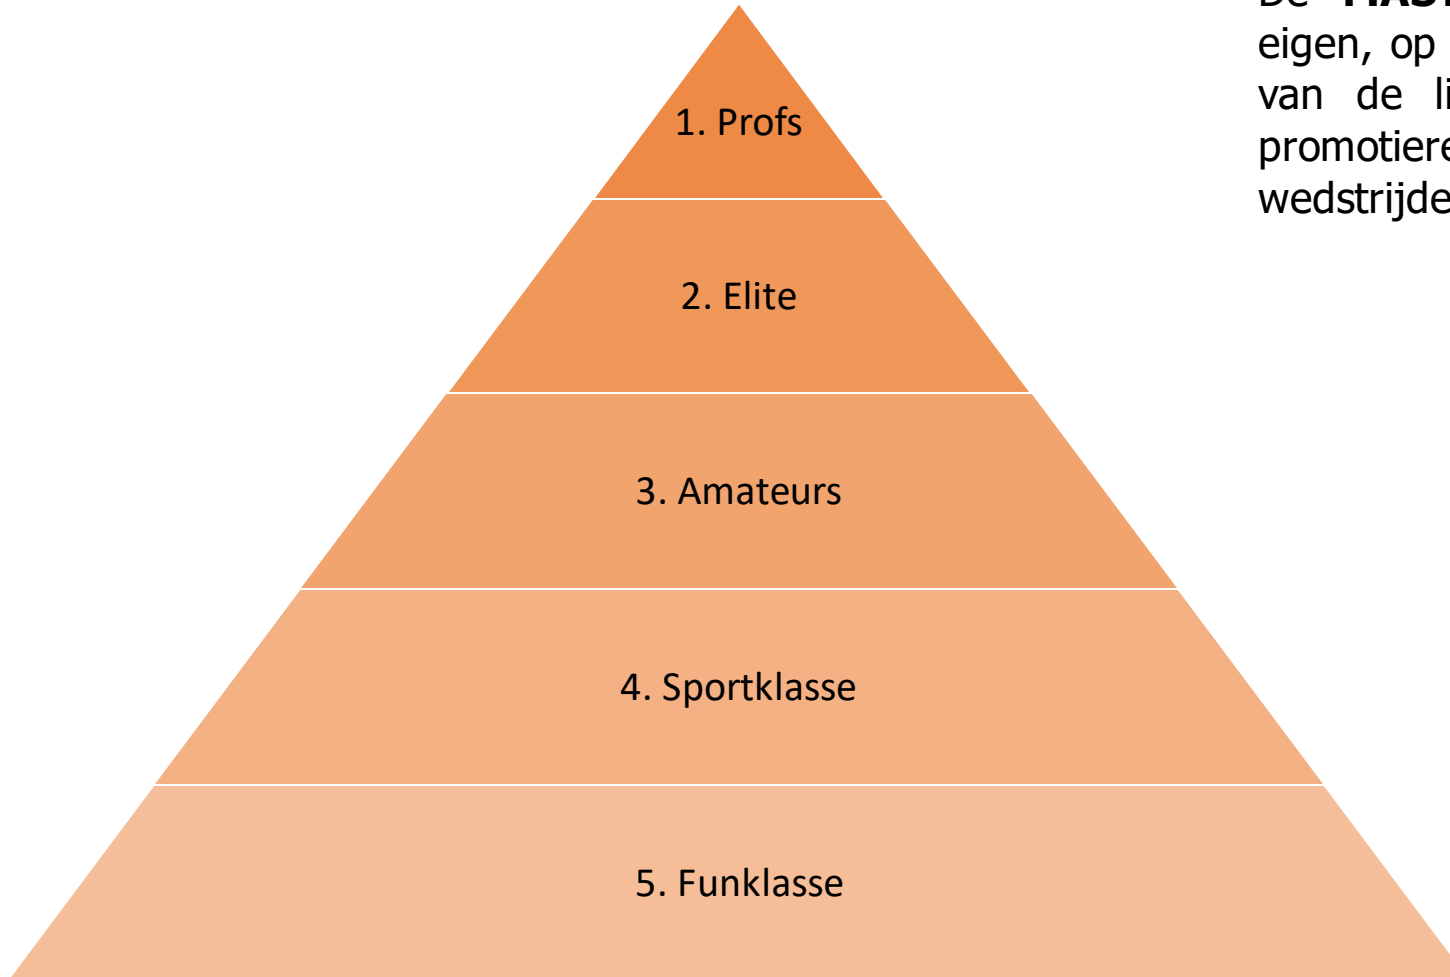 1. Profs
2. Elite
3. Amateurs
4. Sportklasse
5. Funklasse
De
eigen, op
van de